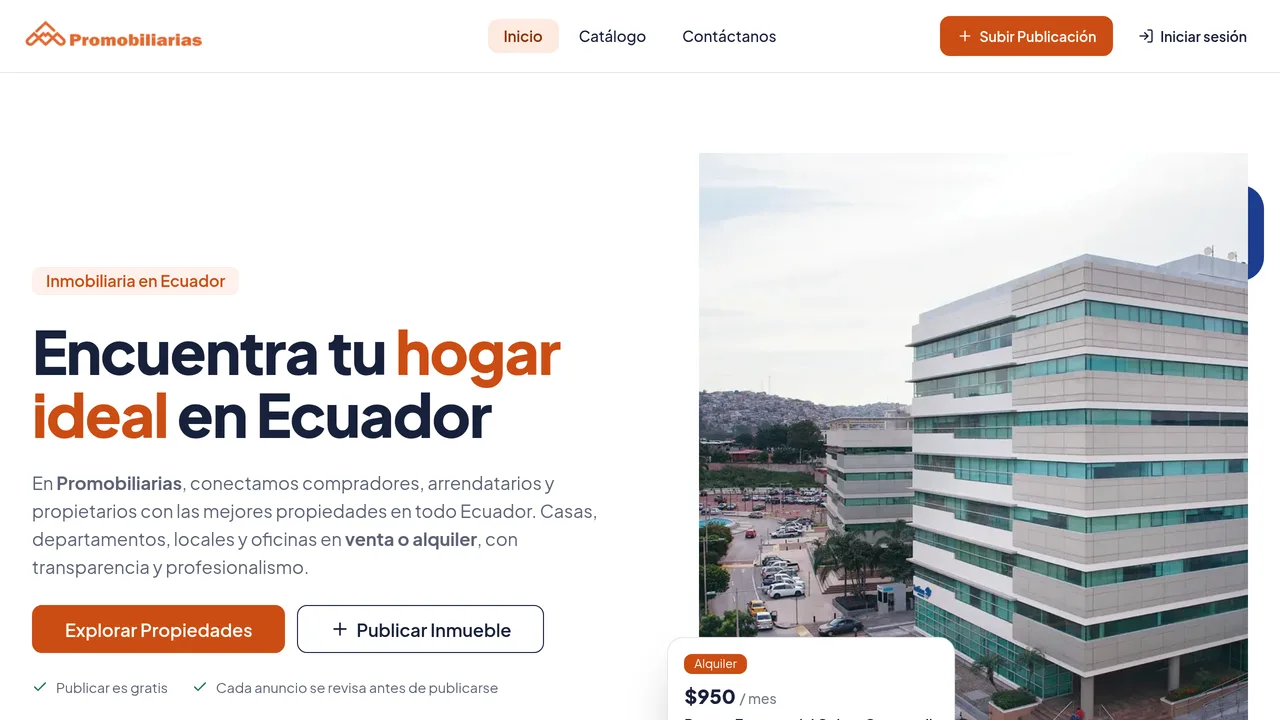 Promobiliarias
Inicio
Catálogo
Contáctanos
Subir Publicación
Iniciar sesión
Inmobiliaria en Ecuador
Encuentra tu hogar
ideal en Ecuador
En Promobiliarias, conectamos compradores, arrendatarios y
propietarios con las mejores propiedades en todo Ecuador. Casas,
departamentos, locales y oficinas en venta o alquiler, con
transparencia y profesionalismo.
Explorar Propiedades
Publicar Inmueble
Publicar es gratis
Cada anuncio se revisa antes de publicarse
Alquiler
$950 / mes